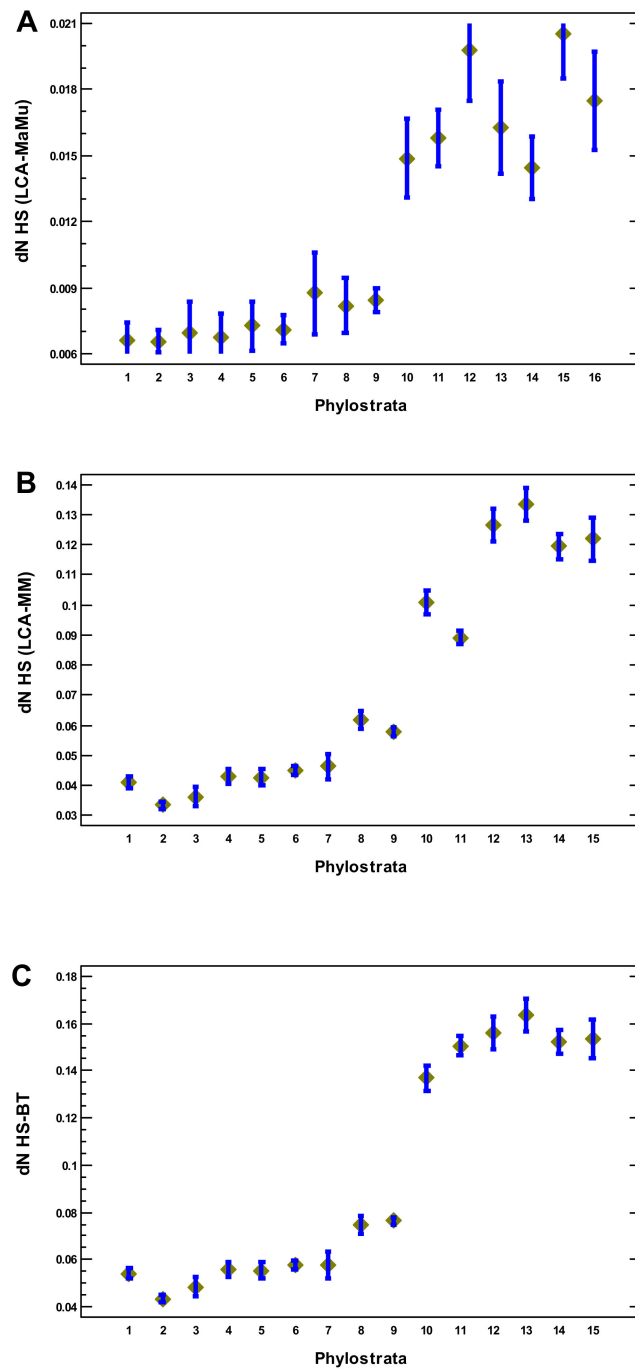 A
dN HS (LCA-MaMu)
0.021
0.018
0.015
0.012
0.009
0.006
1 2 3 4 5 6 7 8 9 10 11 12 13 14 15 16
Phylostrata
B
dN HS (LCA-MM)
0.14
0.13
0.12
0.11
0.1
0.09
0.08
0.07
0.06
0.05
0.04
0.03
1 2 3 4 5 6 7 8 9 10 11 12 13 14 15
Phylostrata
C
dN HS-BT
0.18
0.16
0.14
0.12
0.1
0.08
0.06
0.04
1 2 3 4 5 6 7 8 9 10 11 12 13 14 15
Phylostrata